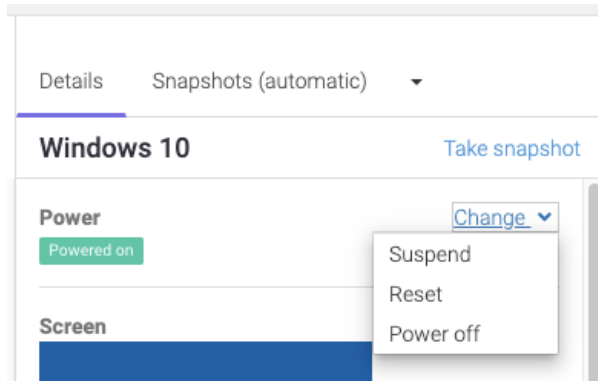 Details Snapshots (automatic)
Windows 10 Take snapshot
Power Change
Powered on
Suspend
Reset
Power off
Screen